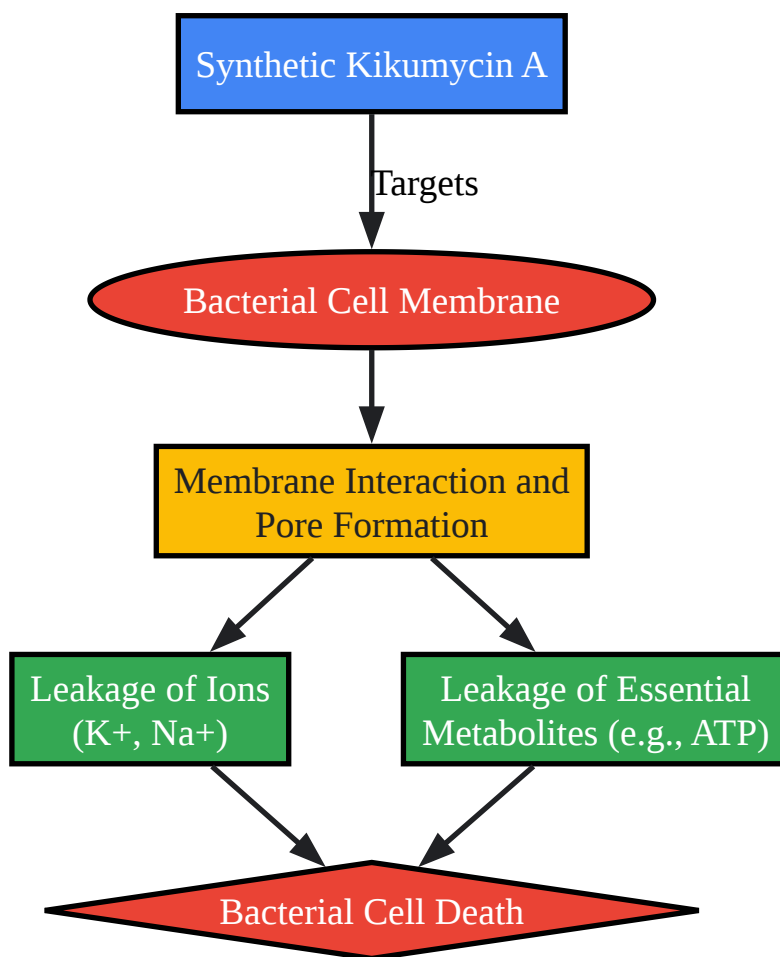 Synthetic Kikumycin A
Targets
Bacterial Cell Membrane
Membrane Interaction and
Pore Formation
Leakage of Ions
(K+, Na+)
Leakage of Essential
Metabolites (e.g., ATP)
Bacterial Cell Death